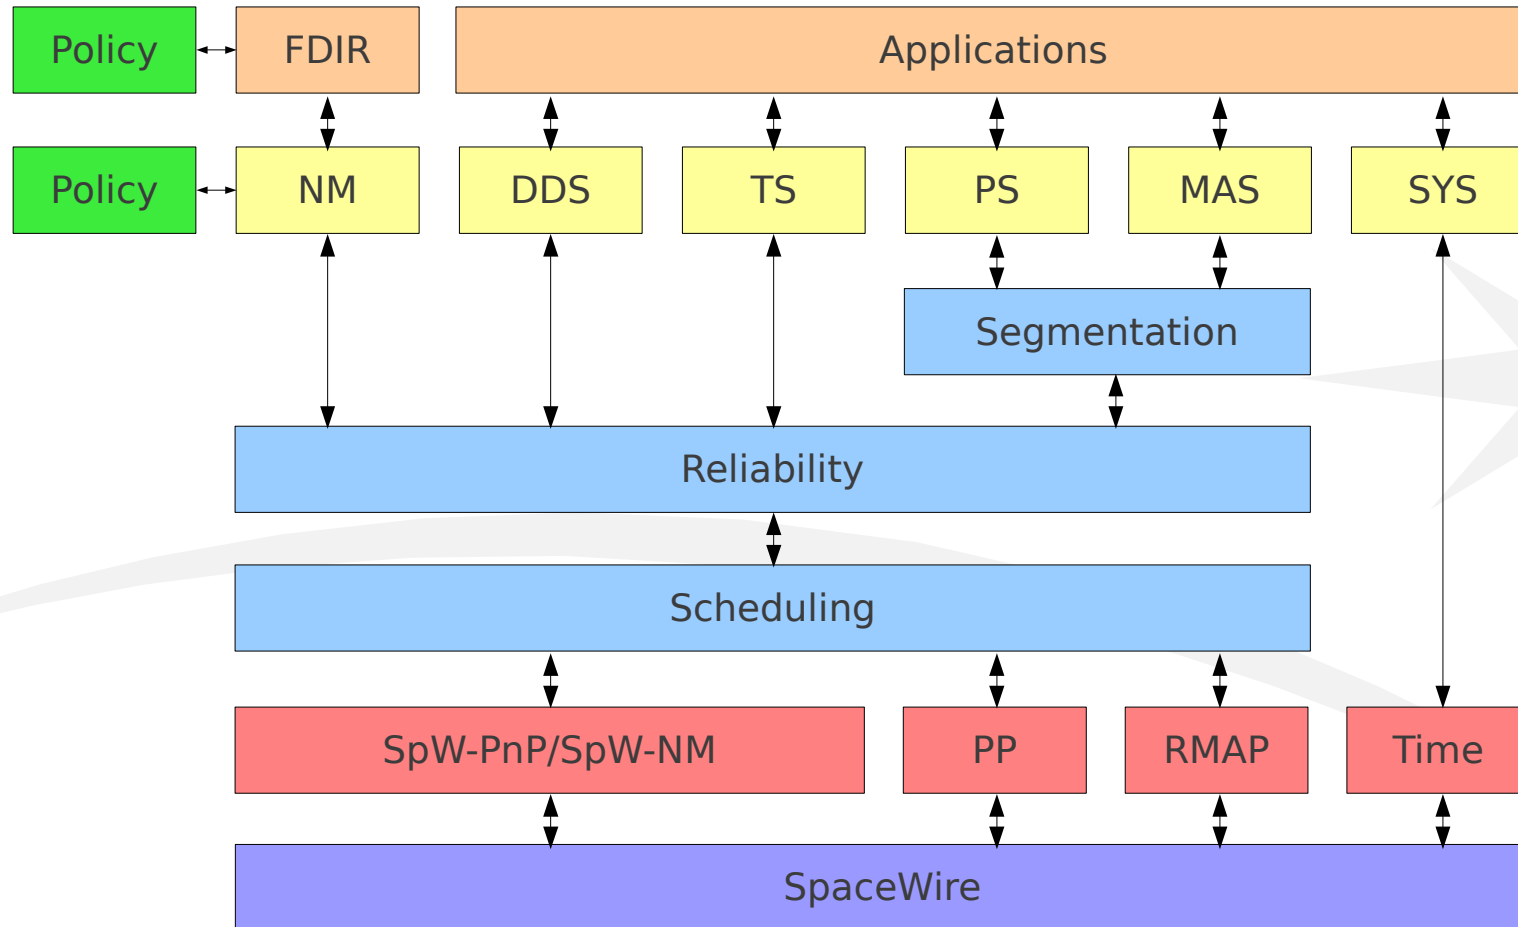 Policy
FDIR
Applications
Policy
NM
DDS
TS
PS
MAS
SYS
Segmentation
Reliability
Scheduling
SpW-PnP/SpW-NM
PP
RMAP
Time
SpaceWire